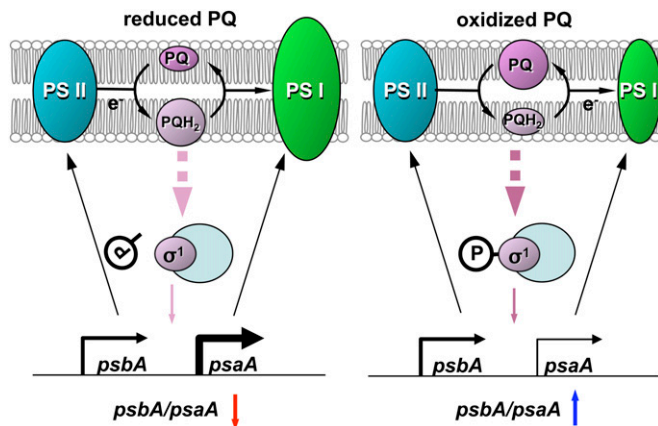 reduced PQ
PQ
PS II
PS I
e-
PQH2
P
σ1
psbA
psaA
psbA/psaA
oxidized PQ
PQ
PS II
PS I
e-
PQH2
P
σ1
psbA
psaA
psbA/psaA